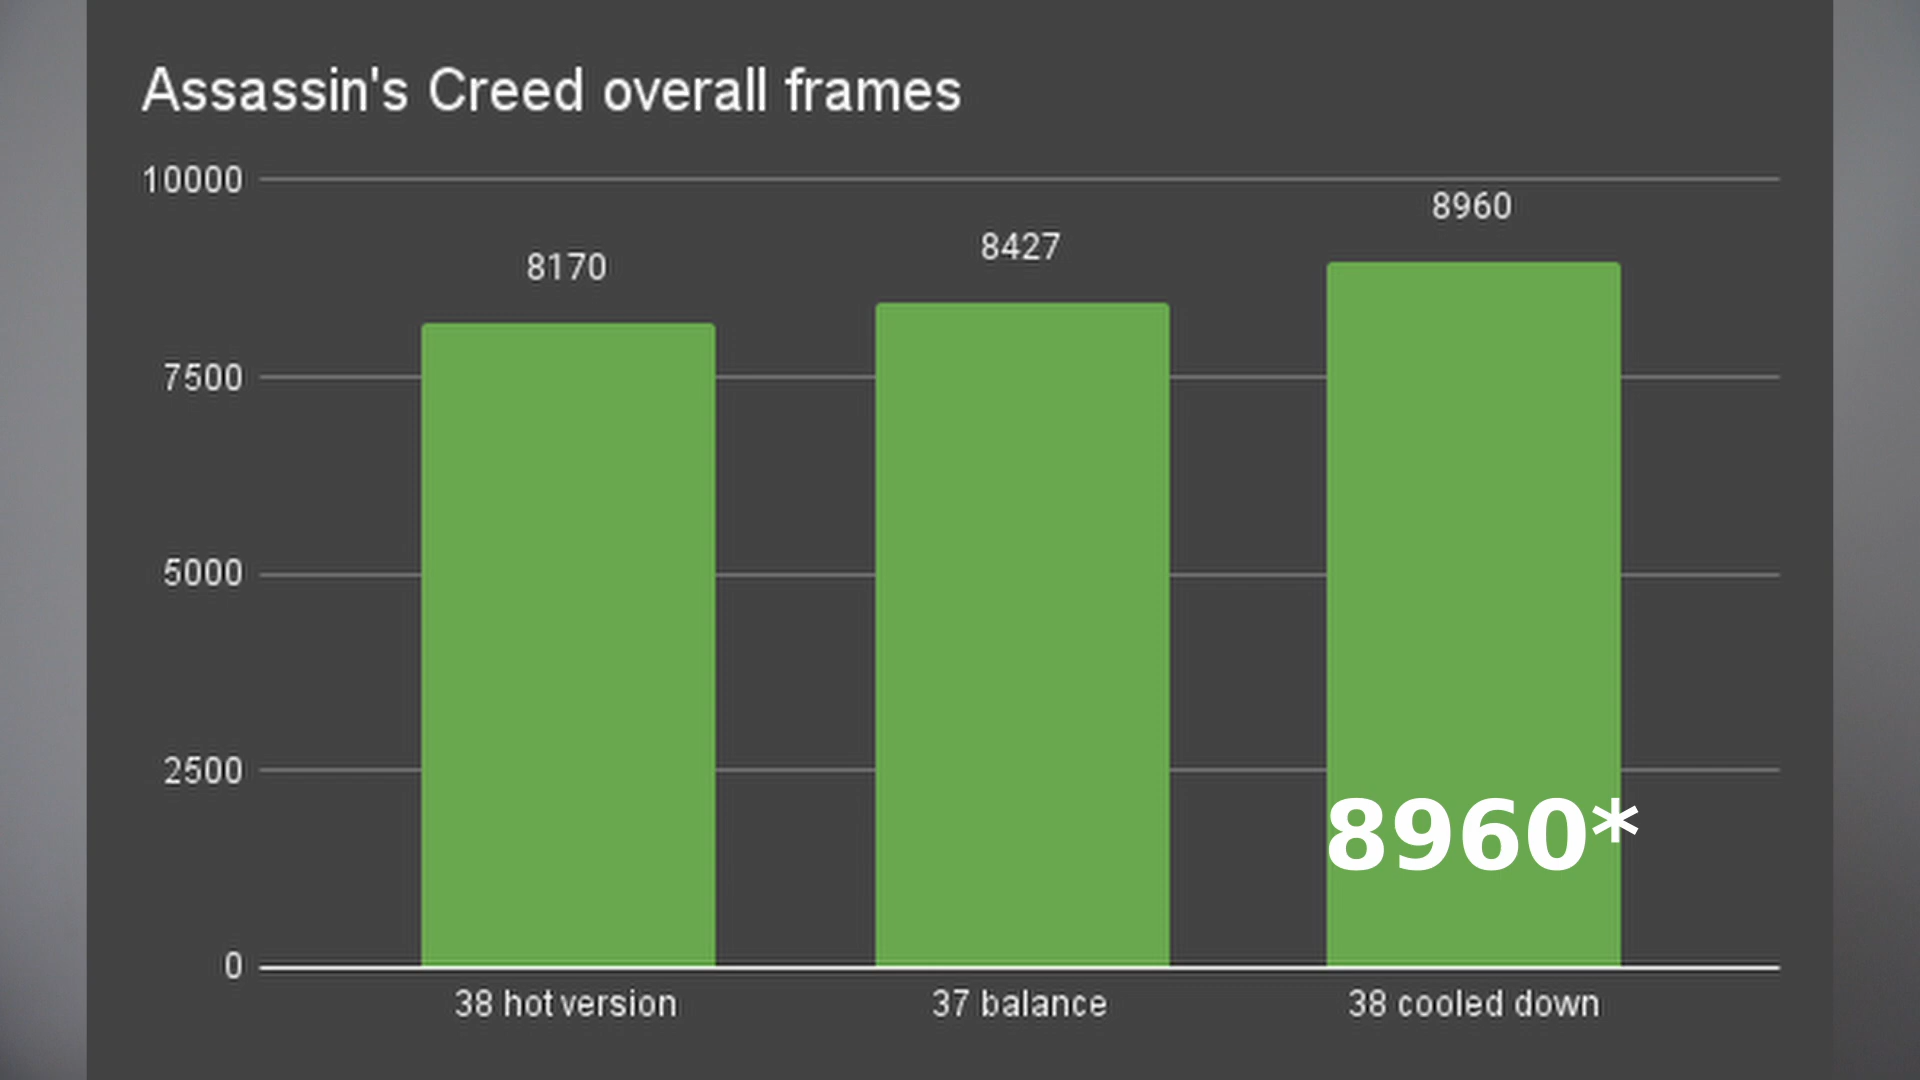 Assassin's Creed overall frames
10000
8960
8427
8170
7500
5000
2500
8960*
0
38 hot version
37 balance
38 cooled down